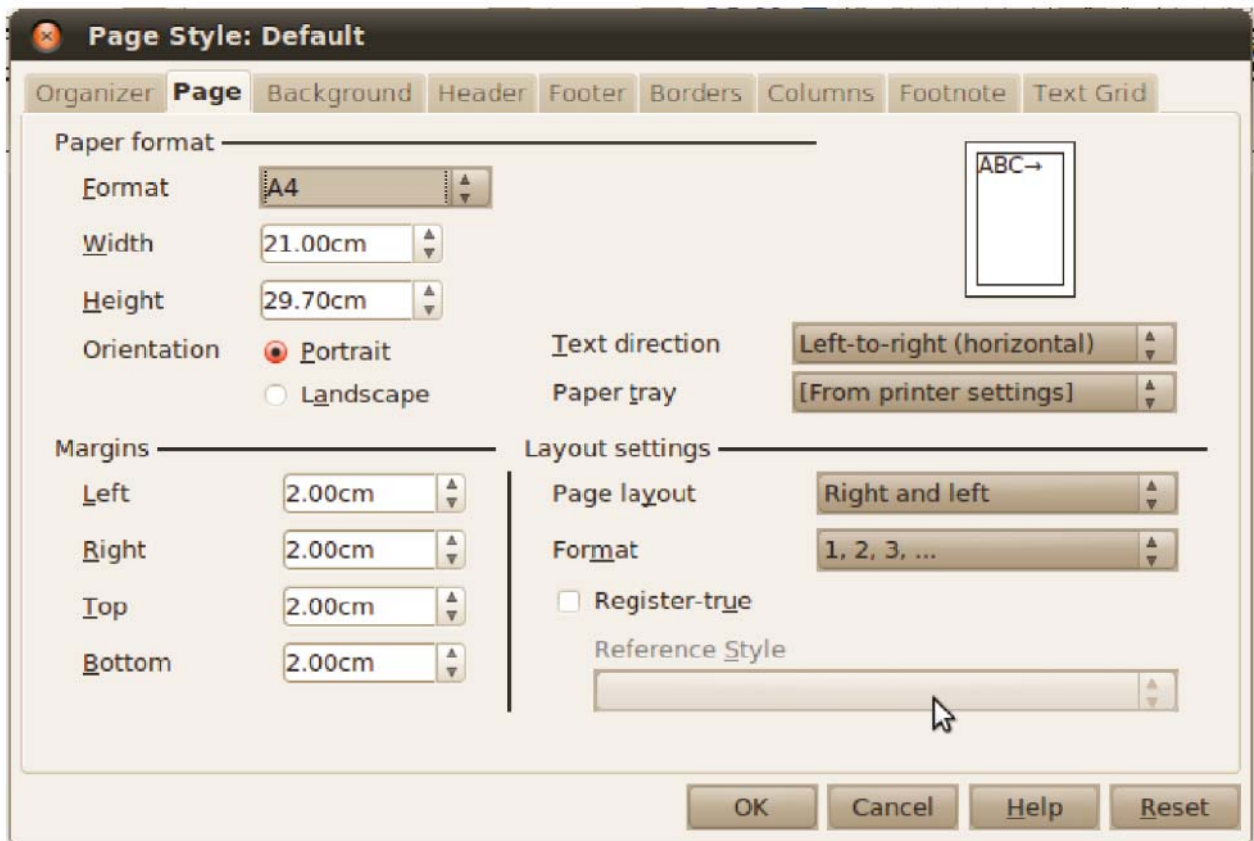 Page Style: Default
Organizer Page Background Header Footer Borders Columns Footnote Text Grid
Paper format
ABC→
Format A4
Width 21.00cm
Height 29.70cm
Orientation Portrait
Landscape
Text direction Left-to-right (horizontal)
Paper tray [From printer settings]
Margins
Left 2.00cm
Right 2.00cm
Top 2.00cm
Bottom 2.00cm
Layout settings
Page layout Right and left
Format 1, 2, 3, ...
Register-true
Reference Style
OK Cancel Help Reset